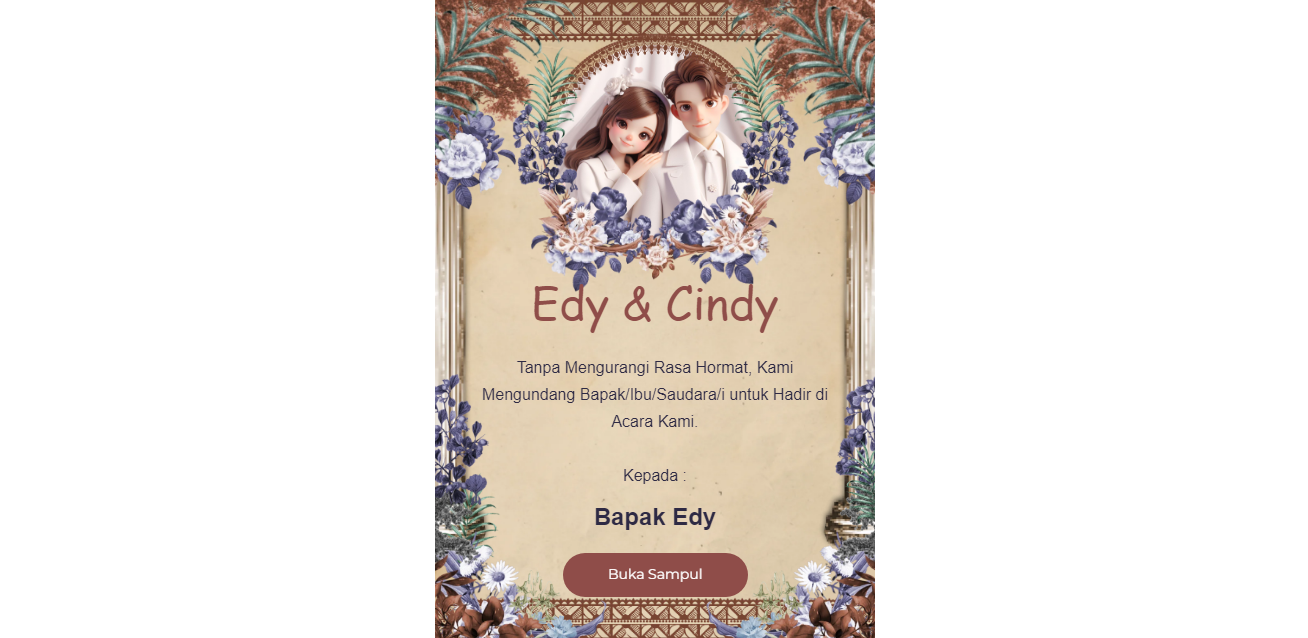 Edy & Cindy
Tanpa Mengurangi Rasa Hormat, Kami
Mengundang Bapak/Ibu/Saudara/i untuk Hadir di
Acara Kami.
Kepada :
Bapak Edy
Buka Sampul